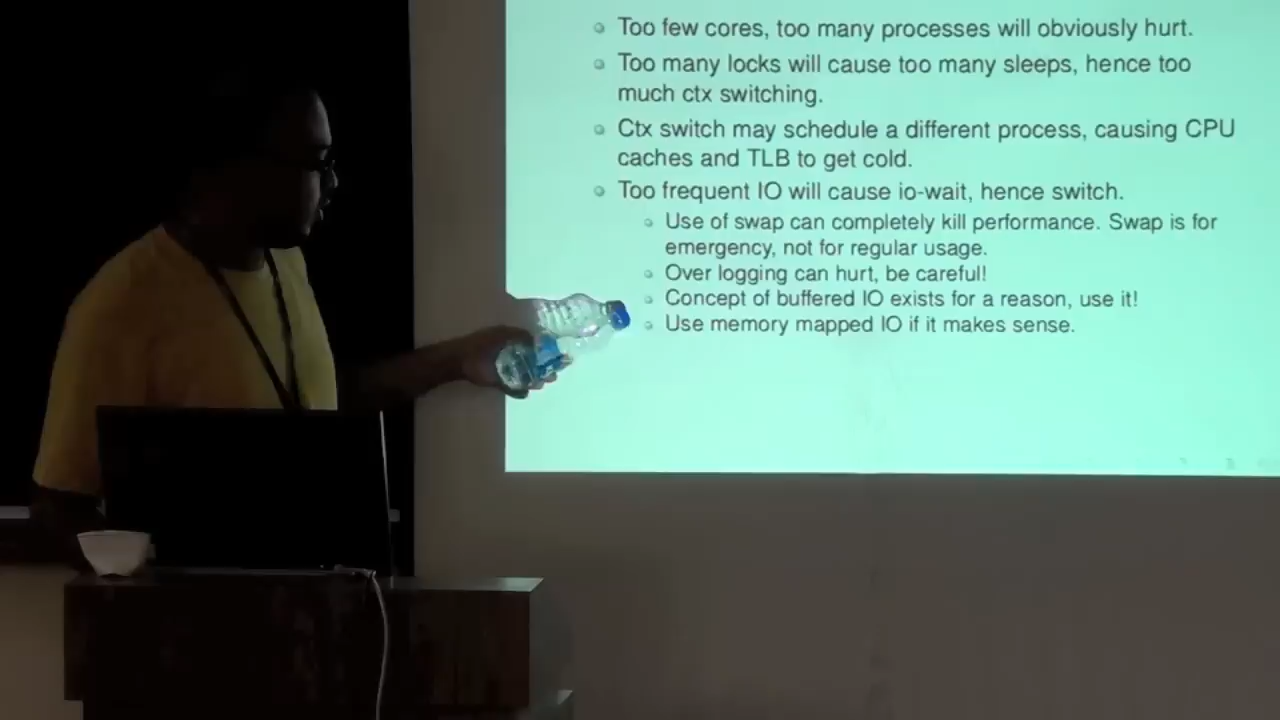 Too few cores, too many processes will obviously hurt.
Too many locks will cause too many sleeps, hence too
much ctx switching.
Ctx switch may schedule a different process, causing CPU
caches and TLB to get cold.
Too frequent IO will cause io-wait, hence switch.
Use of swap can completely kill performance. Swap is for
emergency, not for regular usage.
Over logging can hurt, be careful!
Concept of buffered IO exists for a reason, use it!
Use memory mapped IO if it makes sense.